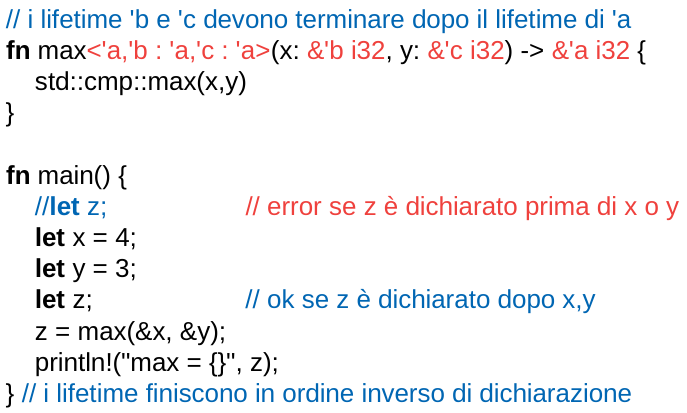 // i lifetime 'b e 'c devono terminare dopo il lifetime di 'a
fn max<'a,'b : 'a,'c : 'a>(x: &'b i32, y: &'c i32) -> &'a i32 {
std::cmp::max(x,y)
}
fn main() {
//let z; // error se z è dichiarato prima di x o y
let x = 4;
let y = 3;
let z; // ok se z è dichiarato dopo x,y
z = max(&x, &y);
println!("max = {}", z);
} // i lifetime finiscono in ordine inverso di dichiarazione